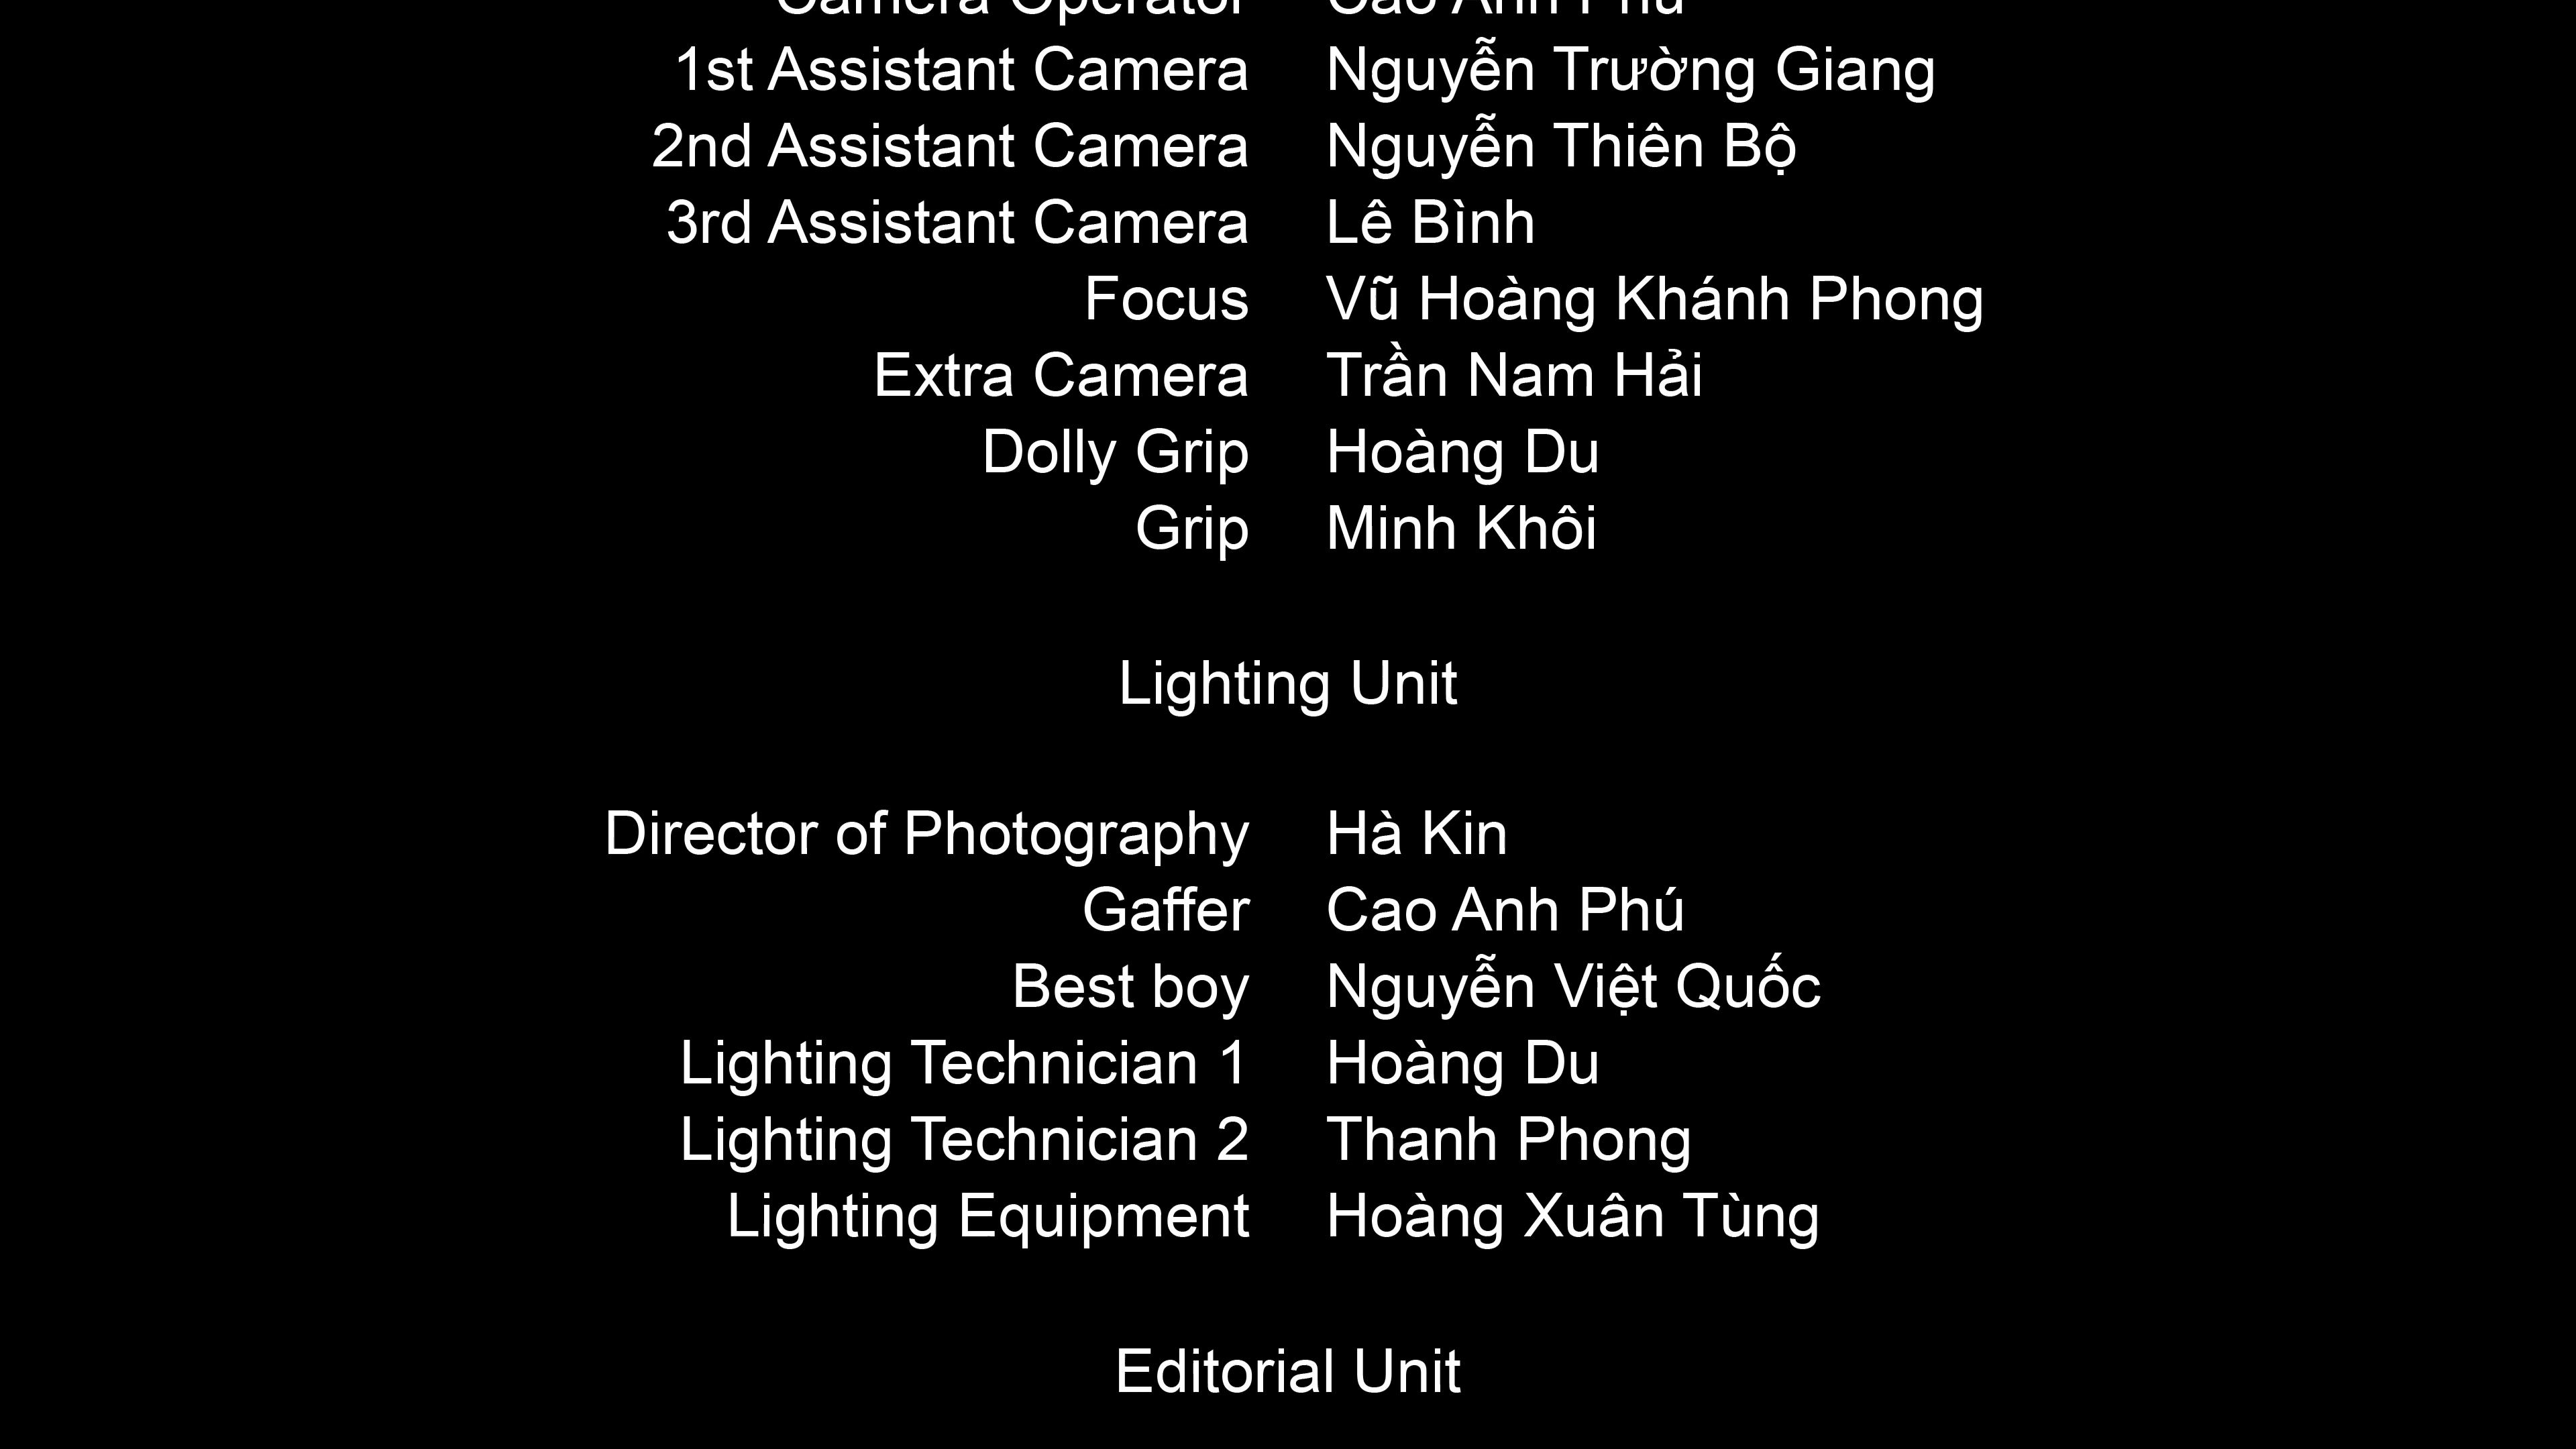 Camera Operator Cao Anh Phú
1st Assistant Camera Nguyễn Trường Giang
2nd Assistant Camera Nguyễn Thiên Bộ
3rd Assistant Camera Lê Bình
Focus Vũ Hoàng Khánh Phong
Extra Camera Trần Nam Hải
Dolly Grip Hoàng Du
Grip Minh Khôi
Lighting Unit
Director of Photography Hà Kin
Gaffer Cao Anh Phú
Best boy Nguyễn Việt Quốc
Lighting Technician 1 Hoàng Du
Lighting Technician 2 Thanh Phong
Lighting Equipment Hoàng Xuân Tùng
Editorial Unit